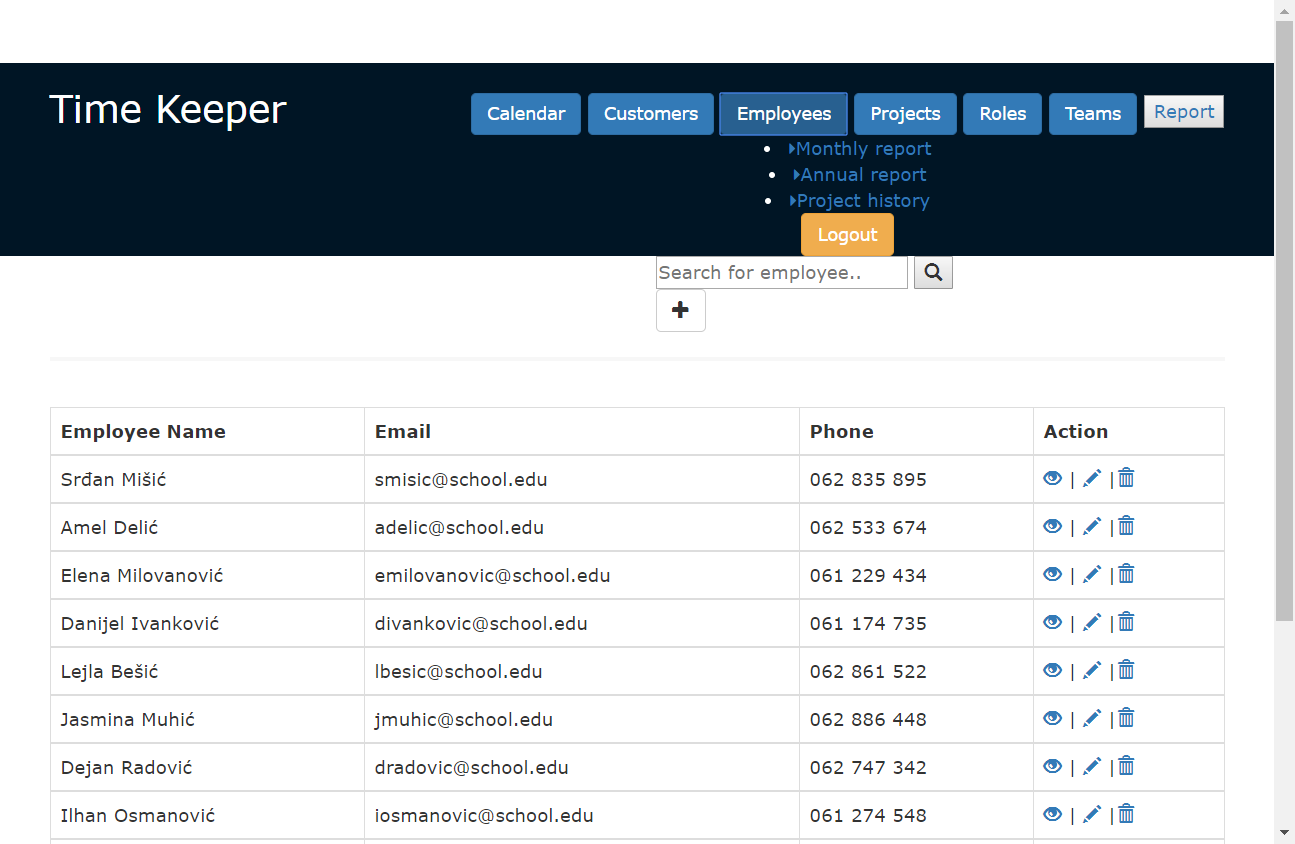 Time Keeper
Calendar Customers Employees Projects Roles Teams Report
Monthly report
Annual report
Project history
Logout
Search for employee..
Employee Name Email Phone Action
Srđan Mišić smisic@school.edu 062 835 895 | |
Amel Delić adelic@school.edu 062 533 674 | |
Elena Milovanović emilovanovic@school.edu 061 229 434 | |
Danijel Ivanković divankovic@school.edu 061 174 735 | |
Lejla Bešić lbesic@school.edu 062 861 522 | |
Jasmina Muhić jmuhic@school.edu 062 886 448 | |
Dejan Radović dradovic@school.edu 062 747 342 | |
Ilhan Osmanović iosmanovic@school.edu 061 274 548 | |